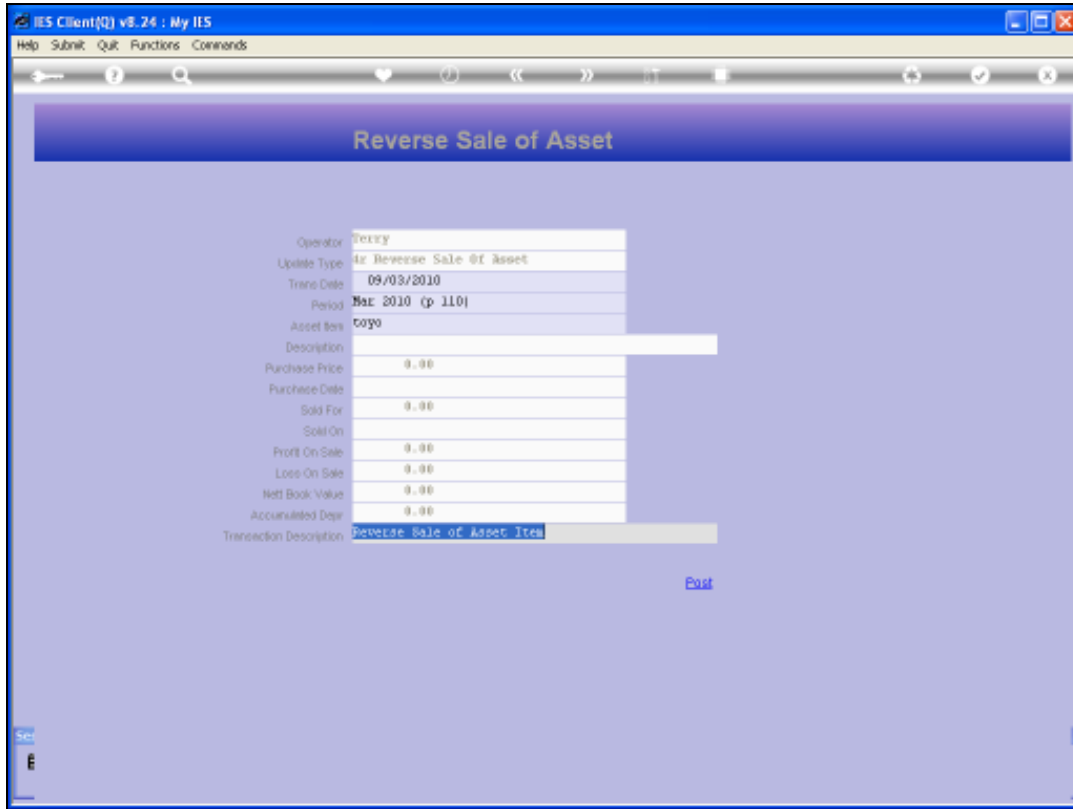 IES Client(Q) v8.24 : My IES
Help Submit Quit Functions Commands
Reverse Sale of Asset
Operator Terry
Update Type 4r Reverse Sale Of Asset
Trans Date 09/03/2010
Period Mar 2010 (p 110)
Asset Item toyo
Description
Purchase Price 0.00
Purchase Date
Sold For 0.00
Sold On
Profit On Sale 0.00
Loss On Sale 0.00
Nett Book Value 0.00
Accumulated Depr 0.00
Transaction Description Reverse Sale of Asset Item
Post
Ses